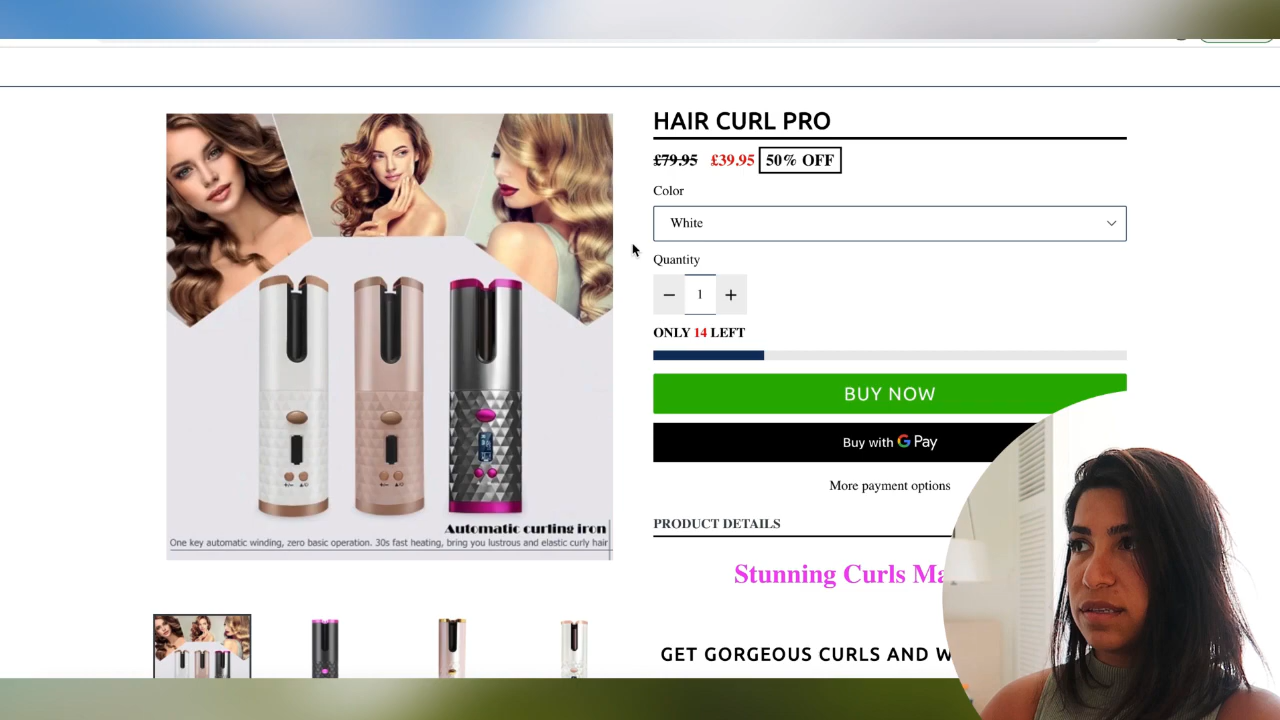 HAIR CURL PRO
£79.95 £39.95 50% OFF
Color
White
Quantity
1
ONLY 14 LEFT
BUY NOW
Buy with G Pay
More payment options
PRODUCT DETAILS
Stunning Curls Ma
GET GORGEOUS CURLS AND W
Automatic curling iron
One key automatic winding, zero basic operation. 30s fast heating, bring you lustrous and elastic curly hair